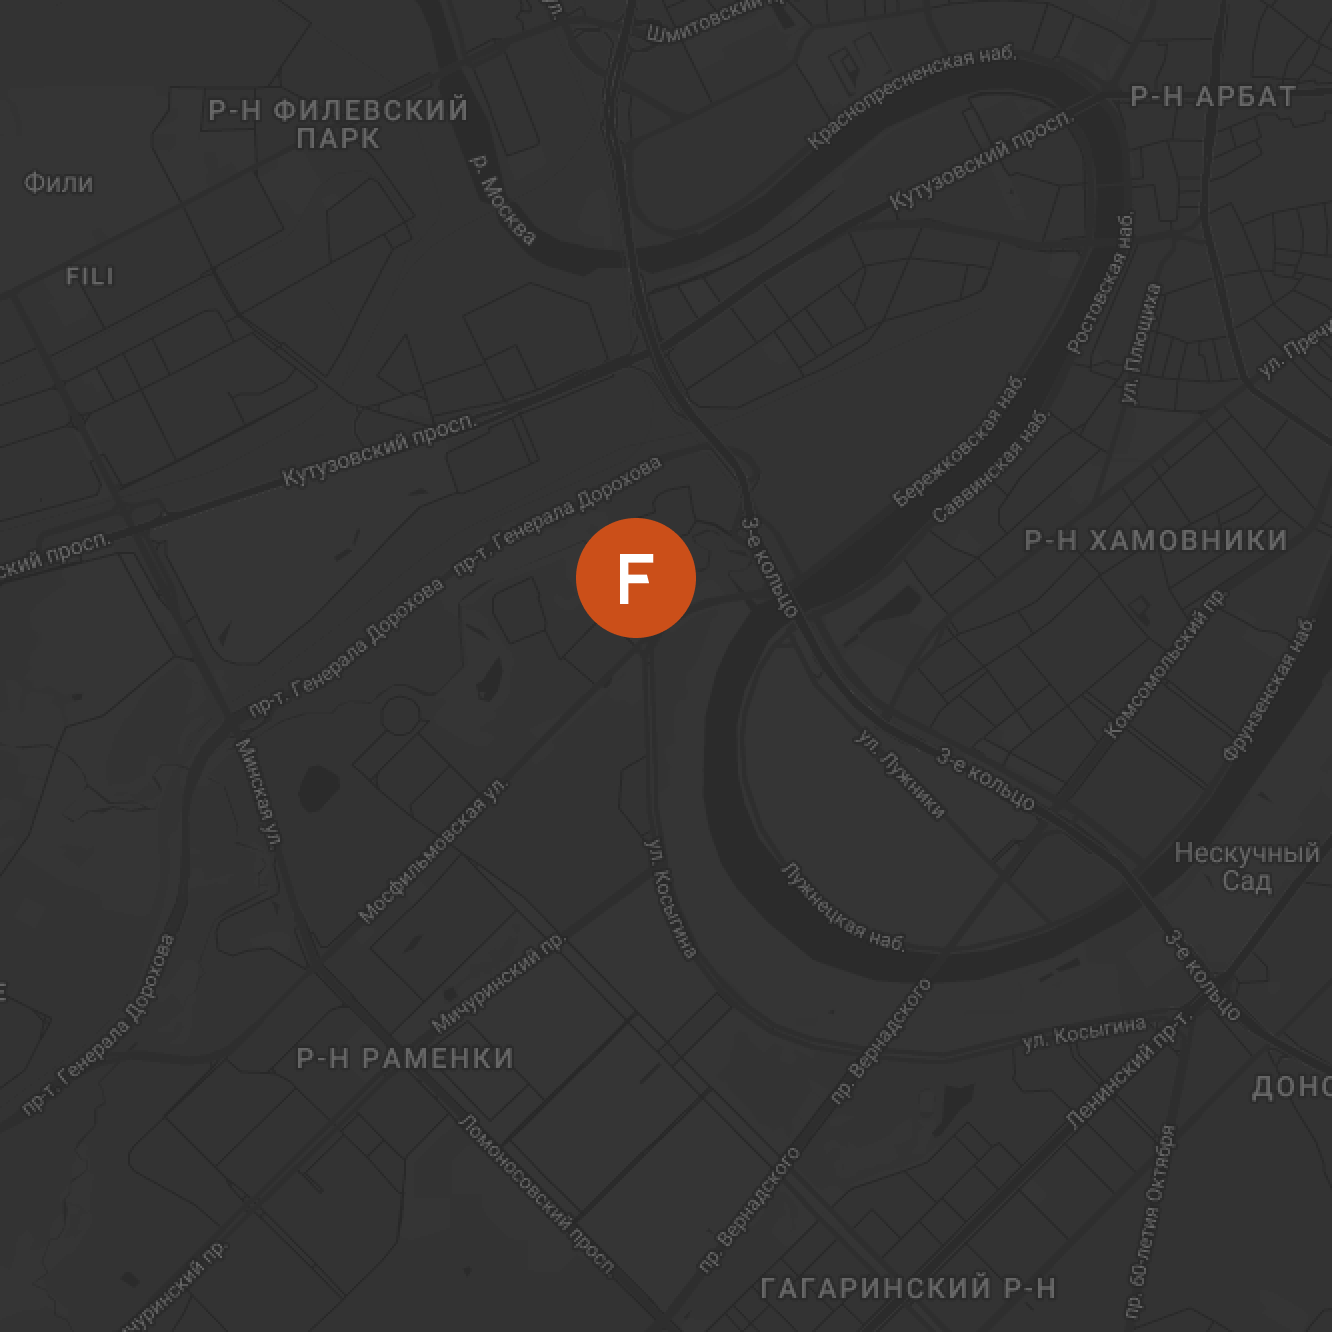 ул.
Шмитовский п
Р-Н ФИЛЕВСКИЙ
ПАРК
Краснопресненская наб.
Р-Н АРБАТ
Фили
р. Москва
Кутузовский просп.
FILI
Ростовская наб.
ул. Плющиха
ул. Пречи
Кутузовский просп.
Бережковская наб.
Саввинская наб.
пр-т. Генерала Дорохова
ский просп.
3-е кольцо
Р-Н ХАМОВНИКИ
F
пр-т. Генерала Дорохова
Комсомольский пр.
Фрунзенская наб.
Минская ул.
Мосфильмовская ул.
ул. Лужники
3-е кольцо
ул. Косыгина
Лужнецкая наб.
Нескучный
Сад
пр-т. Генерала Дорохова
Мичуринский пр.
3-е кольцо
Е
пр. Вернадского
ул. Косыгина
Ленинский пр-т.
Р-Н РАМЕНКИ
ДОНС
Ломоносовский просп.
пр. Вернадского
пр. 60-летия Октября
ичуринский пр.
ГАГАРИНСКИЙ Р-Н